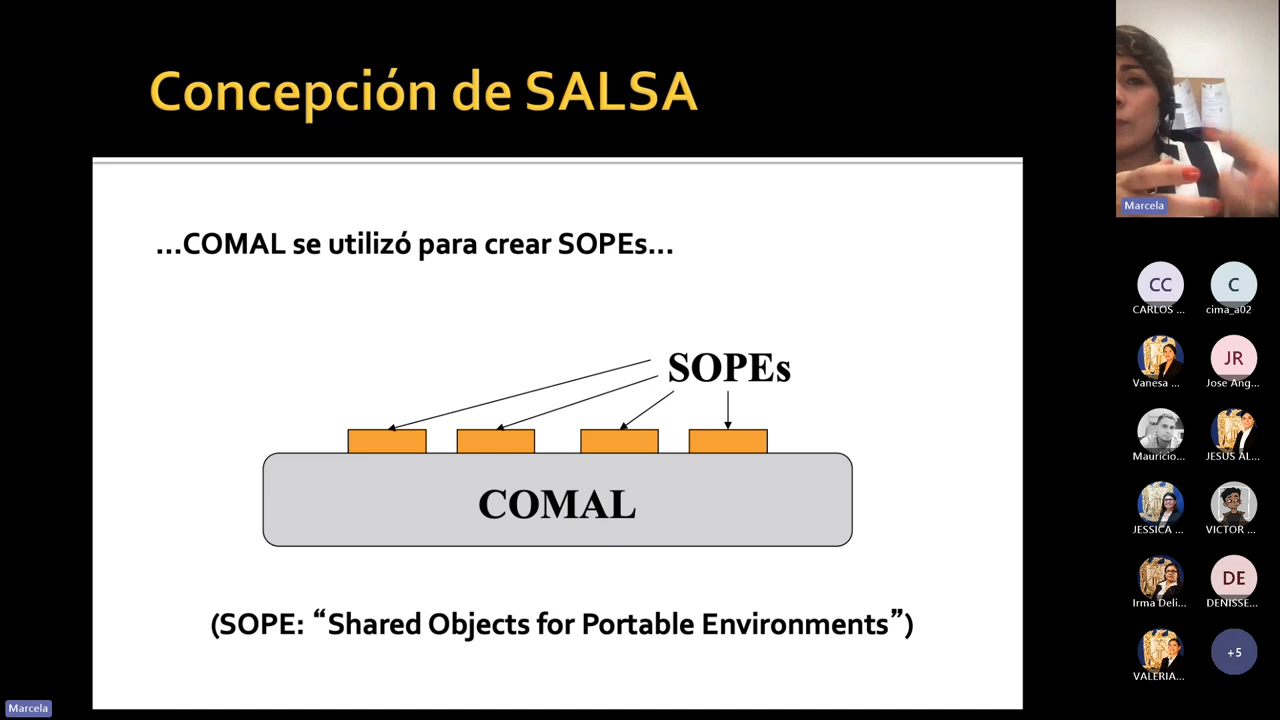 Concepción de SALSA
...COMAL se utilizó para crear SOPEs...
SOPEs
COMAL
(SOPE: “Shared Objects for Portable Environments”)
Marcela
CC
C
CARLOS ...
cima_a02
JR
Vanesa ...
Jose Ang...
Mauricio...
JESUS AL...
JESSICA ...
VICTOR ...
DE
Irma Deli...
DENISSE...
+5
VALERIA...
Marcela